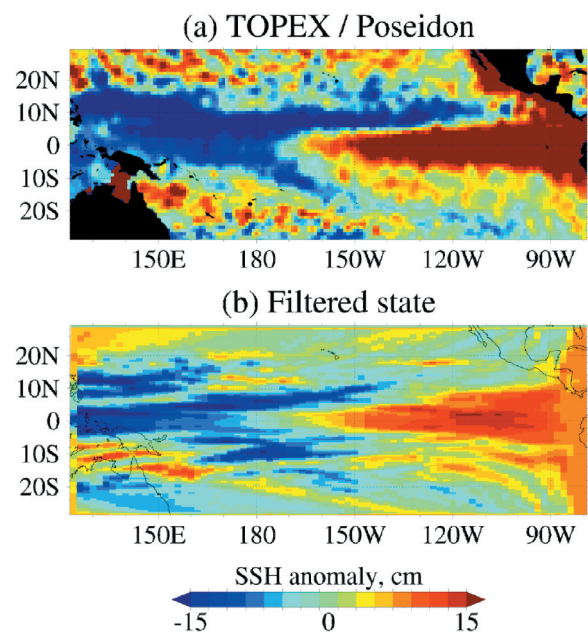 (a) TOPEX / Poseidon
20N
10N
0
10S
20S
150E 180 150W 120W 90W
(b) Filtered state
20N
10N
0
10S
20S
150E 180 150W 120W 90W
SSH anomaly, cm
-15 0 15